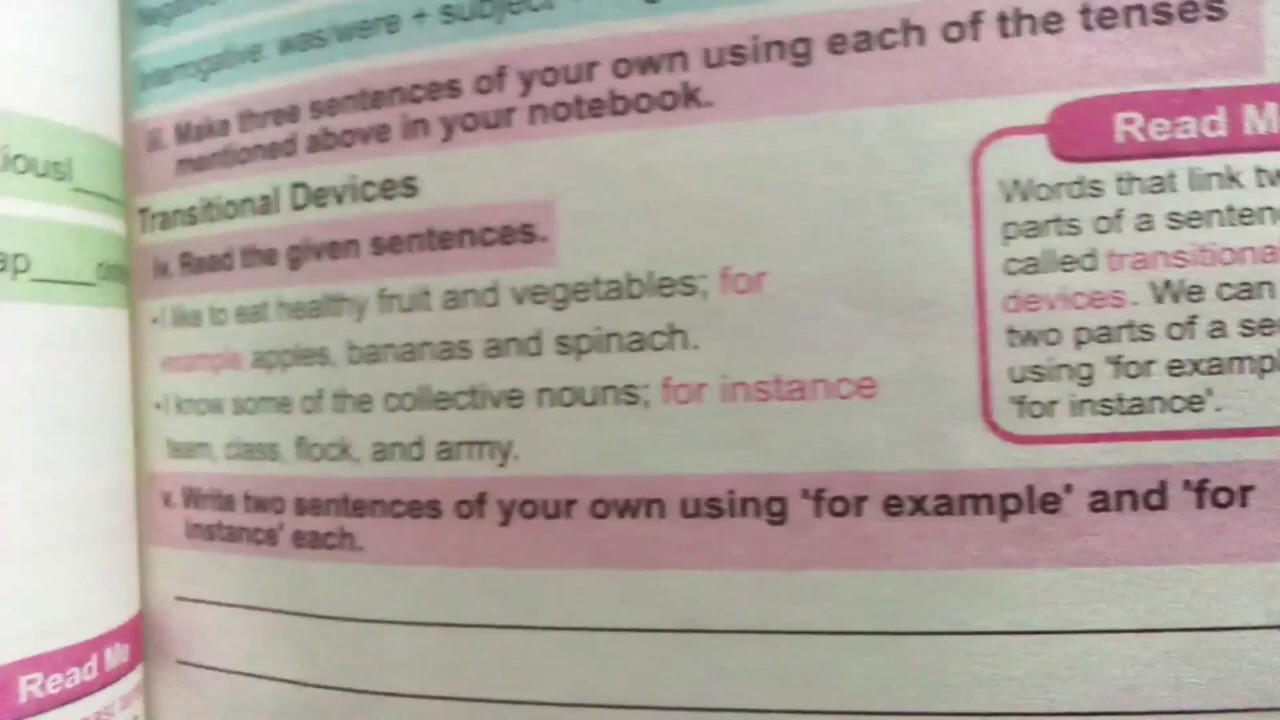 Interrogative: was/were + subject
iii. Make three sentences of your own using each of the tenses
mentioned above in your notebook.
Transitional Devices
iv. Read the given sentences.
•I like to eat healthy fruit and vegetables; for
example apples, bananas and spinach.
•I know some of the collective nouns; for instance
team, class, flock, and army.
v. Write two sentences of your own using 'for example' and 'for
instance' each.
Read M
Words that link tw
parts of a senten
called transitiona
devices. We can
two parts of a se
using 'for exampl
'for instance'.
iousl____
ap____
Read Me